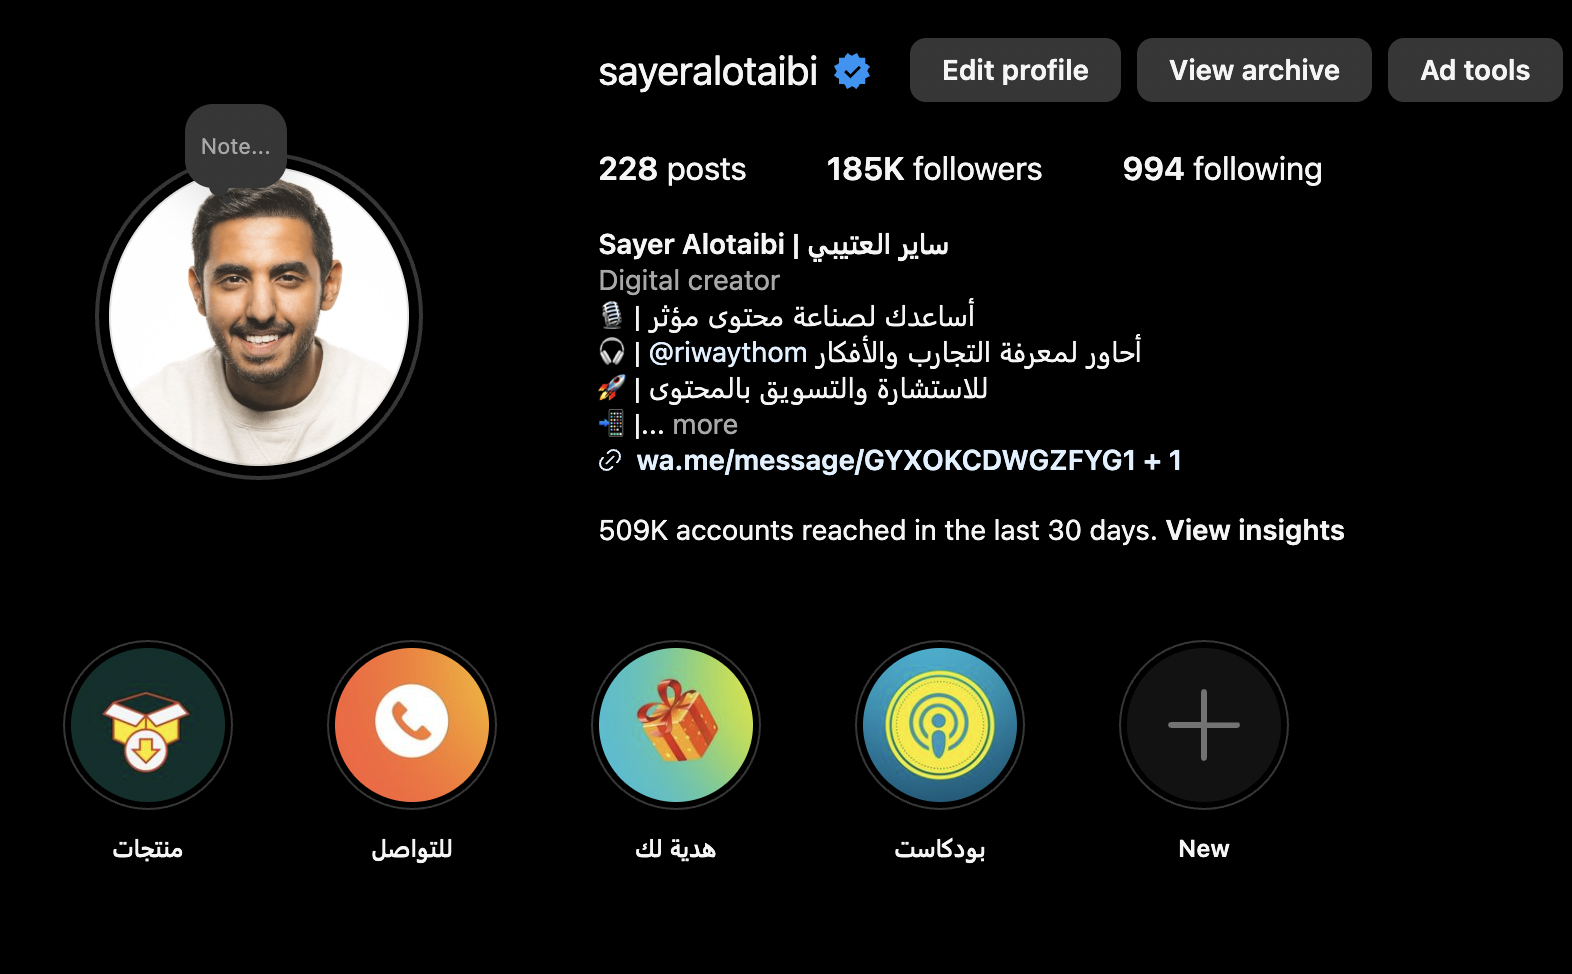 sayeralotaibi
Edit profile
View archive
Ad tools
Note...
228 posts
185K followers
994 following
Sayer Alotaibi | ساير العتيبي
Digital creator
🎙️ | أساعدك لصناعة محتوى مؤثر
🎧 | @riwaythom أحاور لمعرفة التجارب والأفكار
🚀 | للاستشارة والتسويق بالمحتوى
📲 |... more
wa.me/message/GYXOKCDWGZFYG1 + 1
509K accounts reached in the last 30 days. View insights
منتجات
للتواصل
هدية لك
بودكاست
New